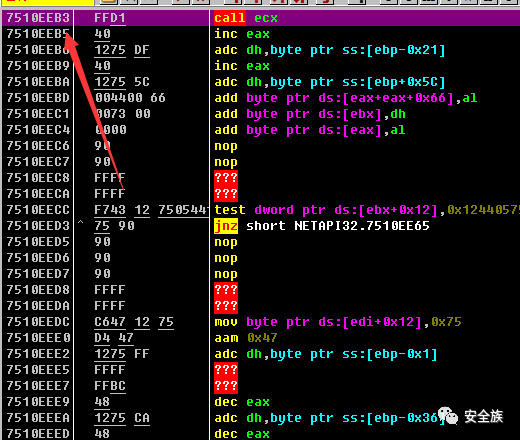 7510EEB3 FFD1 call ecx
7510EEB5 40 inc eax
7510EEB6 1275 DF adc dh,byte ptr ss:[ebp-0x21]
7510EEB9 40 inc eax
7510EEBA 1275 5C adc dh,byte ptr ss:[ebp+0x5C]
7510EEBD 004400 66 add byte ptr ds:[eax+eax+0x66],al
7510EEC1 0073 00 add byte ptr ds:[ebx],dh
7510EEC4 0000 add byte ptr ds:[eax],al
7510EEC6 90 nop
7510EEC7 90 nop
7510EEC8 FFFF ???
7510EECA FFFF ???
7510EECC F743 12 7505441 test dword ptr ds:[ebx+0x12],0x12440575
7510EED3 ^ 75 90 jnz short NETAPI32.7510EE65
7510EED5 90 nop
7510EED6 90 nop
7510EED7 90 nop
7510EED8 FFFF ???
7510EEDA FFFF ???
7510EEDC C647 12 75 mov byte ptr ds:[edi+0x12],0x75
7510EEE0 D4 47 aam 0x47
7510EEE2 1275 FF adc dh,byte ptr ss:[ebp-0x1]
7510EEE5 FFFF ???
7510EEE7 FFBC ???
7510EEE9 48 dec eax
7510EEEA 1275 CA adc dh,byte ptr ss:[ebp-0x36]
7510EEED 48 dec eax
安全族